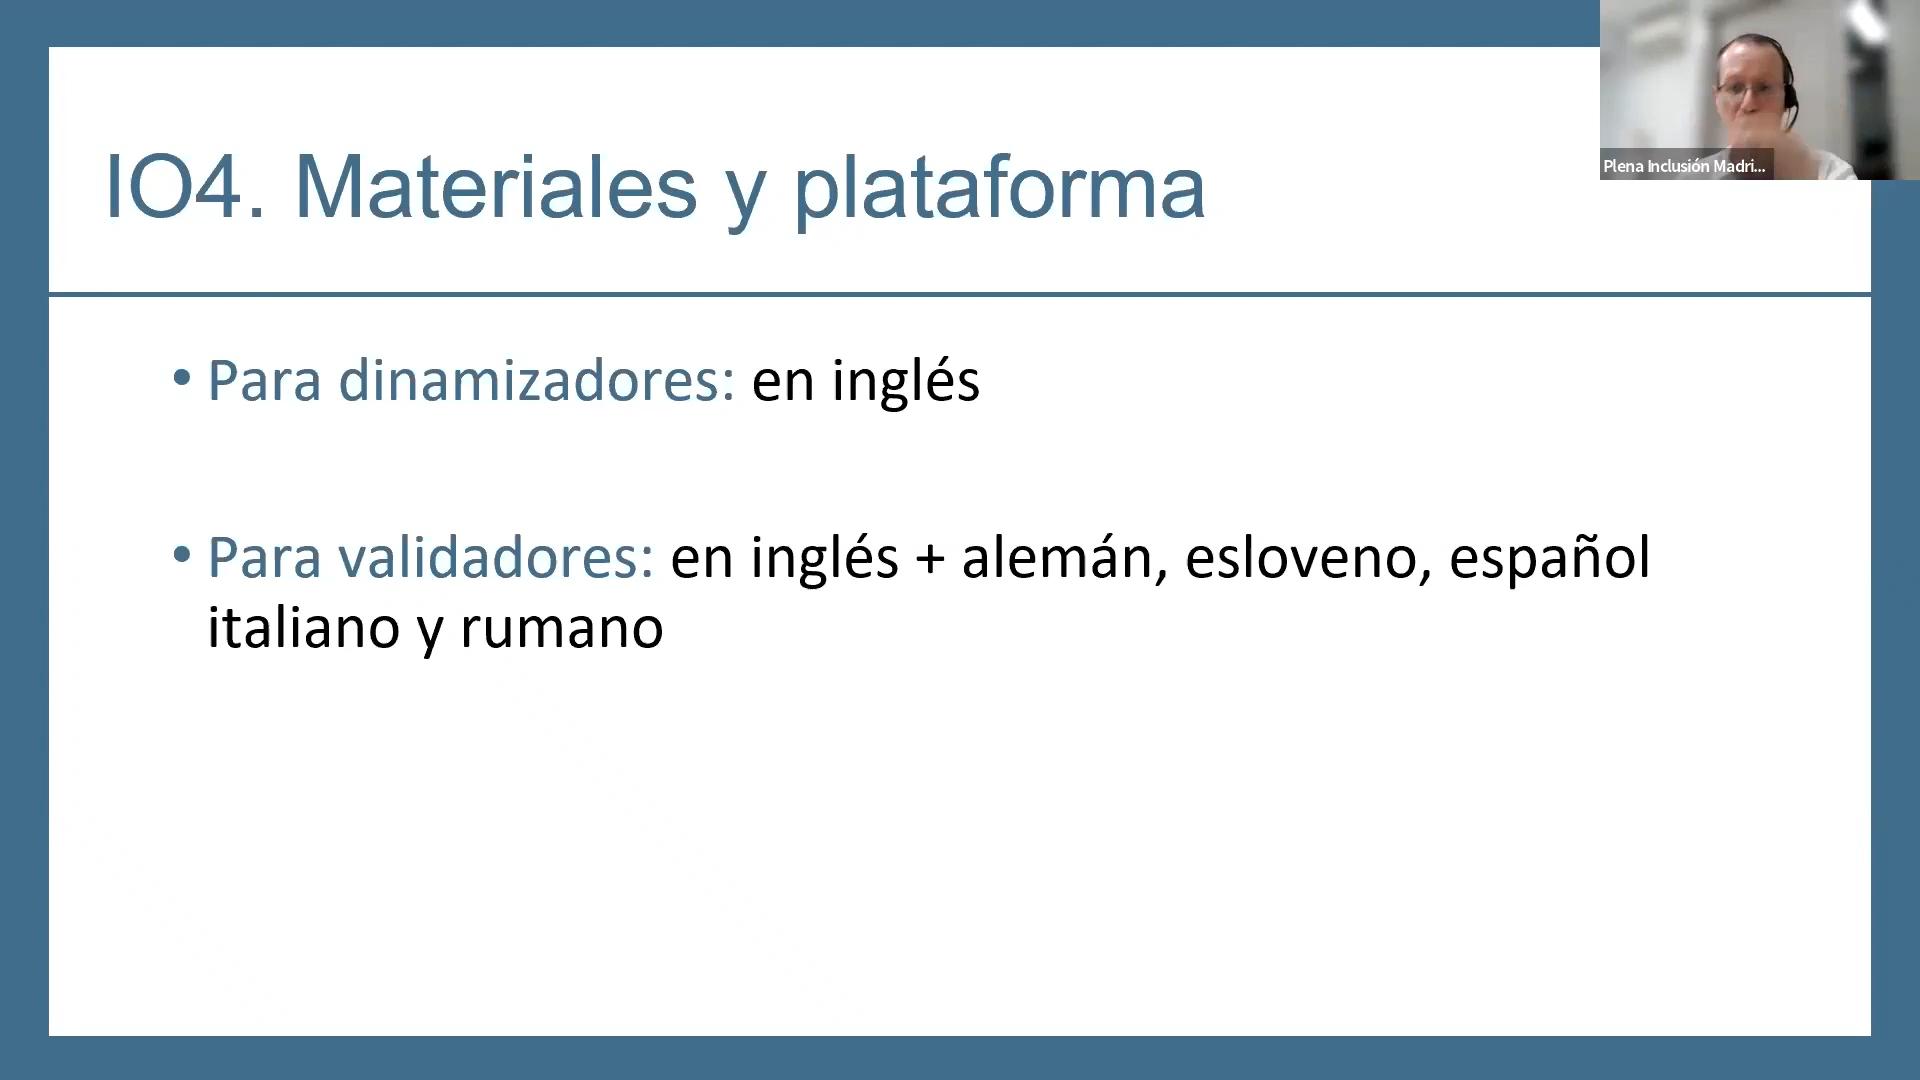 IO4. Materiales y plataforma
Plena Inclusión Madri...
• Para dinamizadores: en inglés
• Para validadores: en inglés + alemán, esloveno, español
italiano y rumano